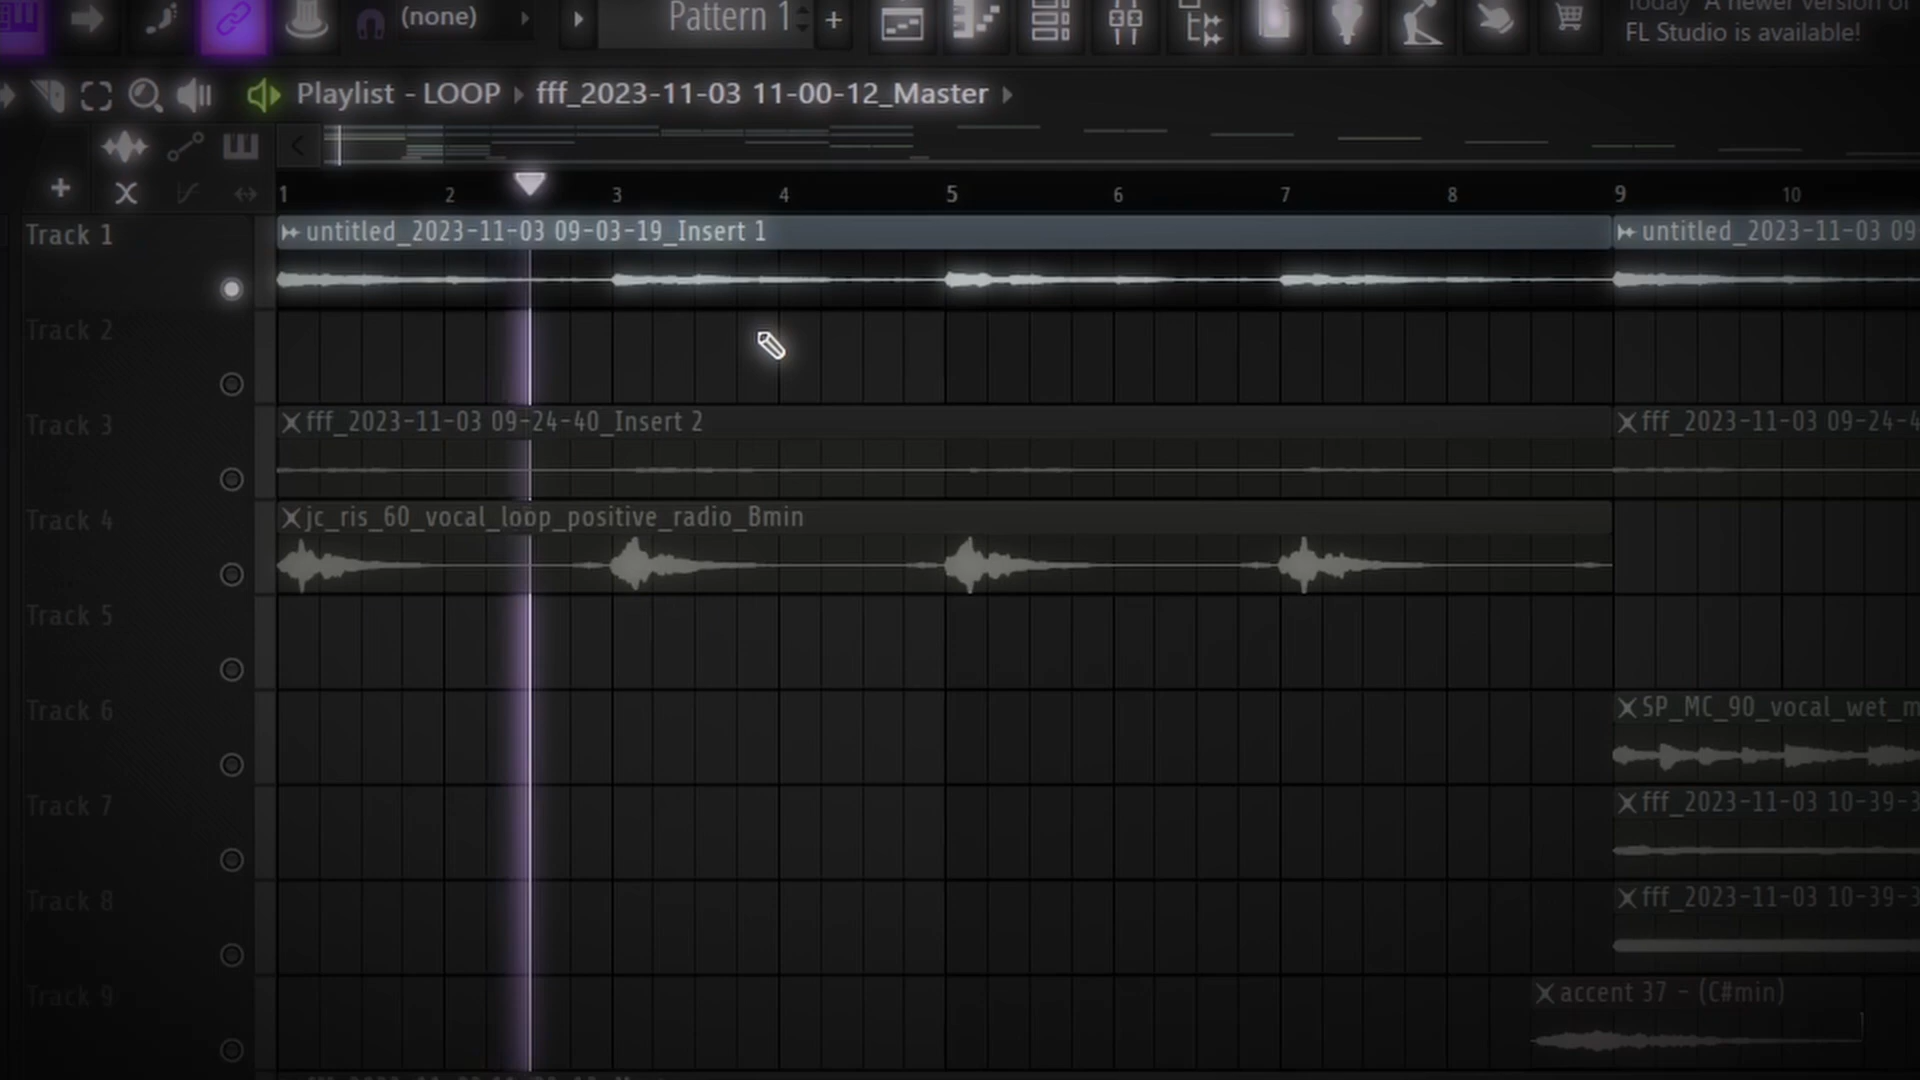 (none)
Pattern 1
Today A newer version of
FL Studio is available!
Playlist - LOOP ▸ fff_2023-11-03 11-00-12_Master ▸
1 2 3 4 5 6 7 8 9 10
Track 1
untitled_2023-11-03 09-03-19_Insert 1
untitled_2023-11-03 09
Track 2
Track 3
fff_2023-11-03 09-24-40_Insert 2
fff_2023-11-03 09-24-4
Track 4
jc_ris_60_vocal_loop_positive_radio_Bmin
Track 5
Track 6
SP_MC_90_vocal_wet_m
Track 7
fff_2023-11-03 10-39-3
Track 8
fff_2023-11-03 10-39-3
Track 9
accent 37 - (C#min)